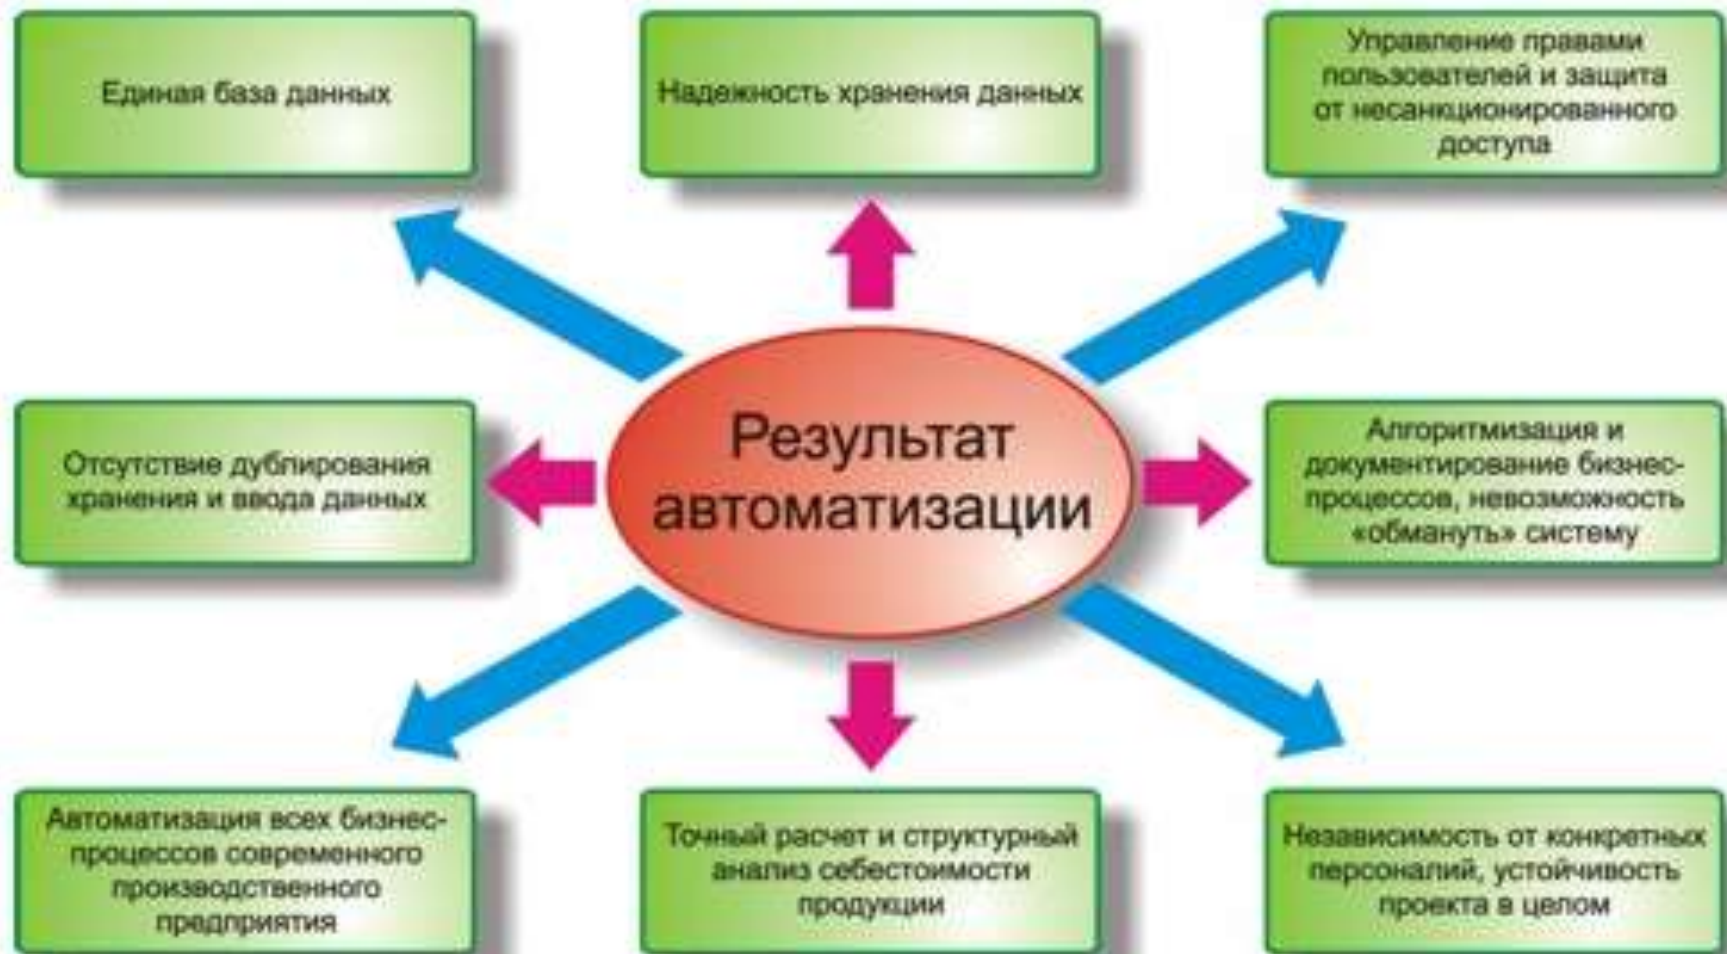 Единая база данных
Надежность хранения данных
Управление правами
пользователей и защита
от несанкционированного
доступа
Отсутствие дублирования
хранения и ввода данных
Результат
автоматизации
Алгоритмизация и
документирование бизнес-
процессов, невозможность
«обмануть» систему
Автоматизация всех бизнес-
процессов современного
производственного
предприятия
Точный расчет и структурный
анализ себестоимости
продукции
Независимость от конкретных
персоналий, устойчивость
проекта в целом